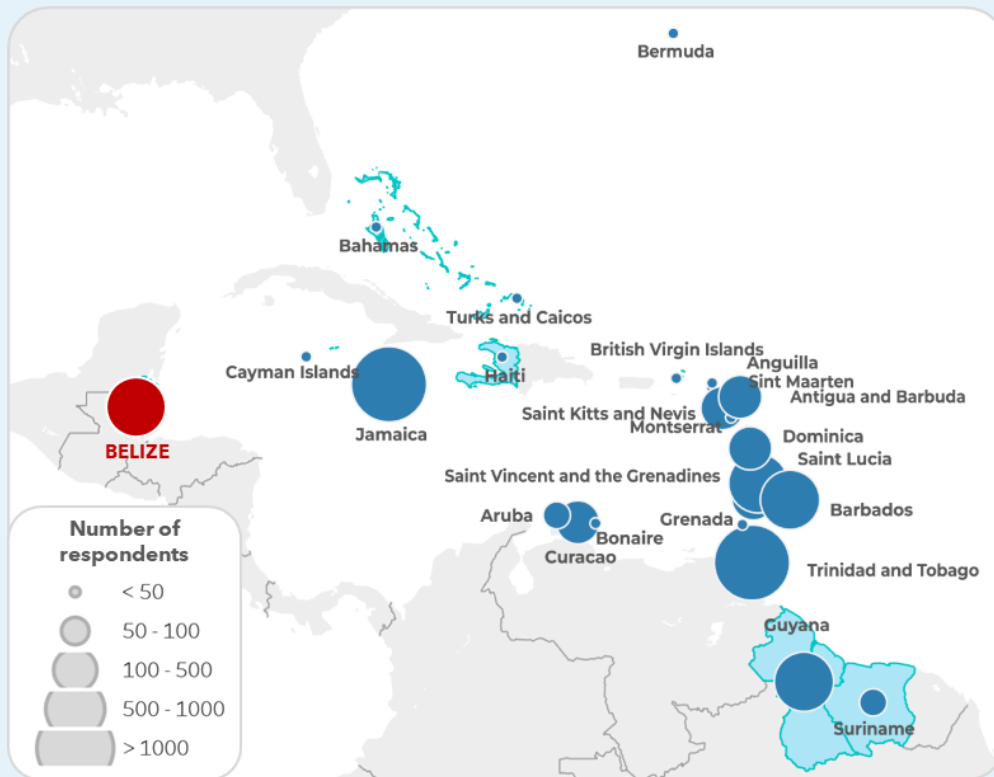 Bermuda
Bahamas
Turks and Caicos
British Virgin Islands
Cayman Islands
Haiti
Anguilla
Sint Maarten
Antigua and Barbuda
Saint Kitts and Nevis
Montserrat
Jamaica
BELIZE
Dominica
Saint Lucia
Saint Vincent and the Grenadines
Barbados
Aruba
Grenada
Bonaire
Curacao
Trinidad and Tobago
Guyana
Suriname
Number of
respondents
< 50
50 - 100
100 - 500
500 - 1000
> 1000